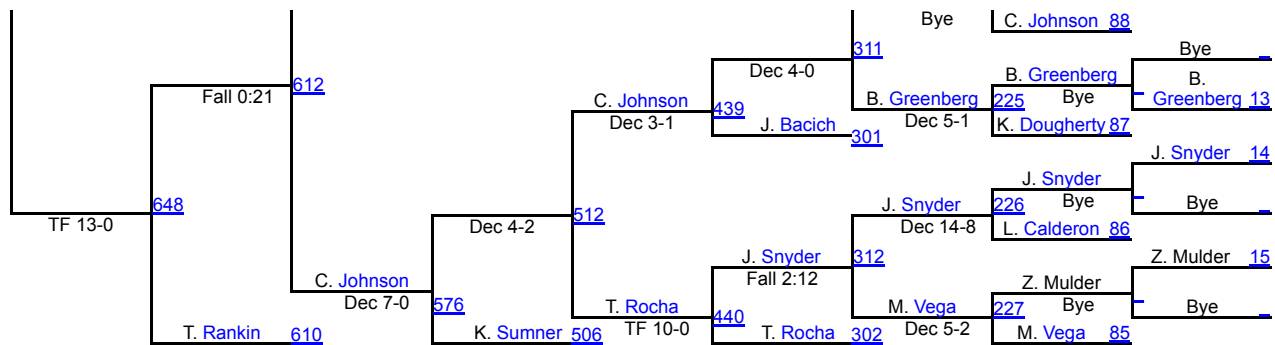 Bye
C. Johnson 88
311
Bye
Dec 4-0
612
B. Greenberg
B.
Fall 0:21
C. Johnson
B. Greenberg
225
Bye
Greenberg 13
439
Dec 3-1
Dec 5-1
J. Bacich
301
K. Dougherty 87
J. Snyder 14
J. Snyder
648
512
J. Snyder
226
Bye
Bye
TF 13-0
Dec 4-2
Dec 14-8
L. Calderon 86
J. Snyder
312
Z. Mulder 15
C. Johnson
Fall 2:12
Z. Mulder
Dec 7-0
576
T. Rocha
440
M. Vega
227
Bye
Bye
T. Rankin 610
K. Sumner 506
TF 10-0
T. Rocha 302
Dec 5-2
M. Vega 85